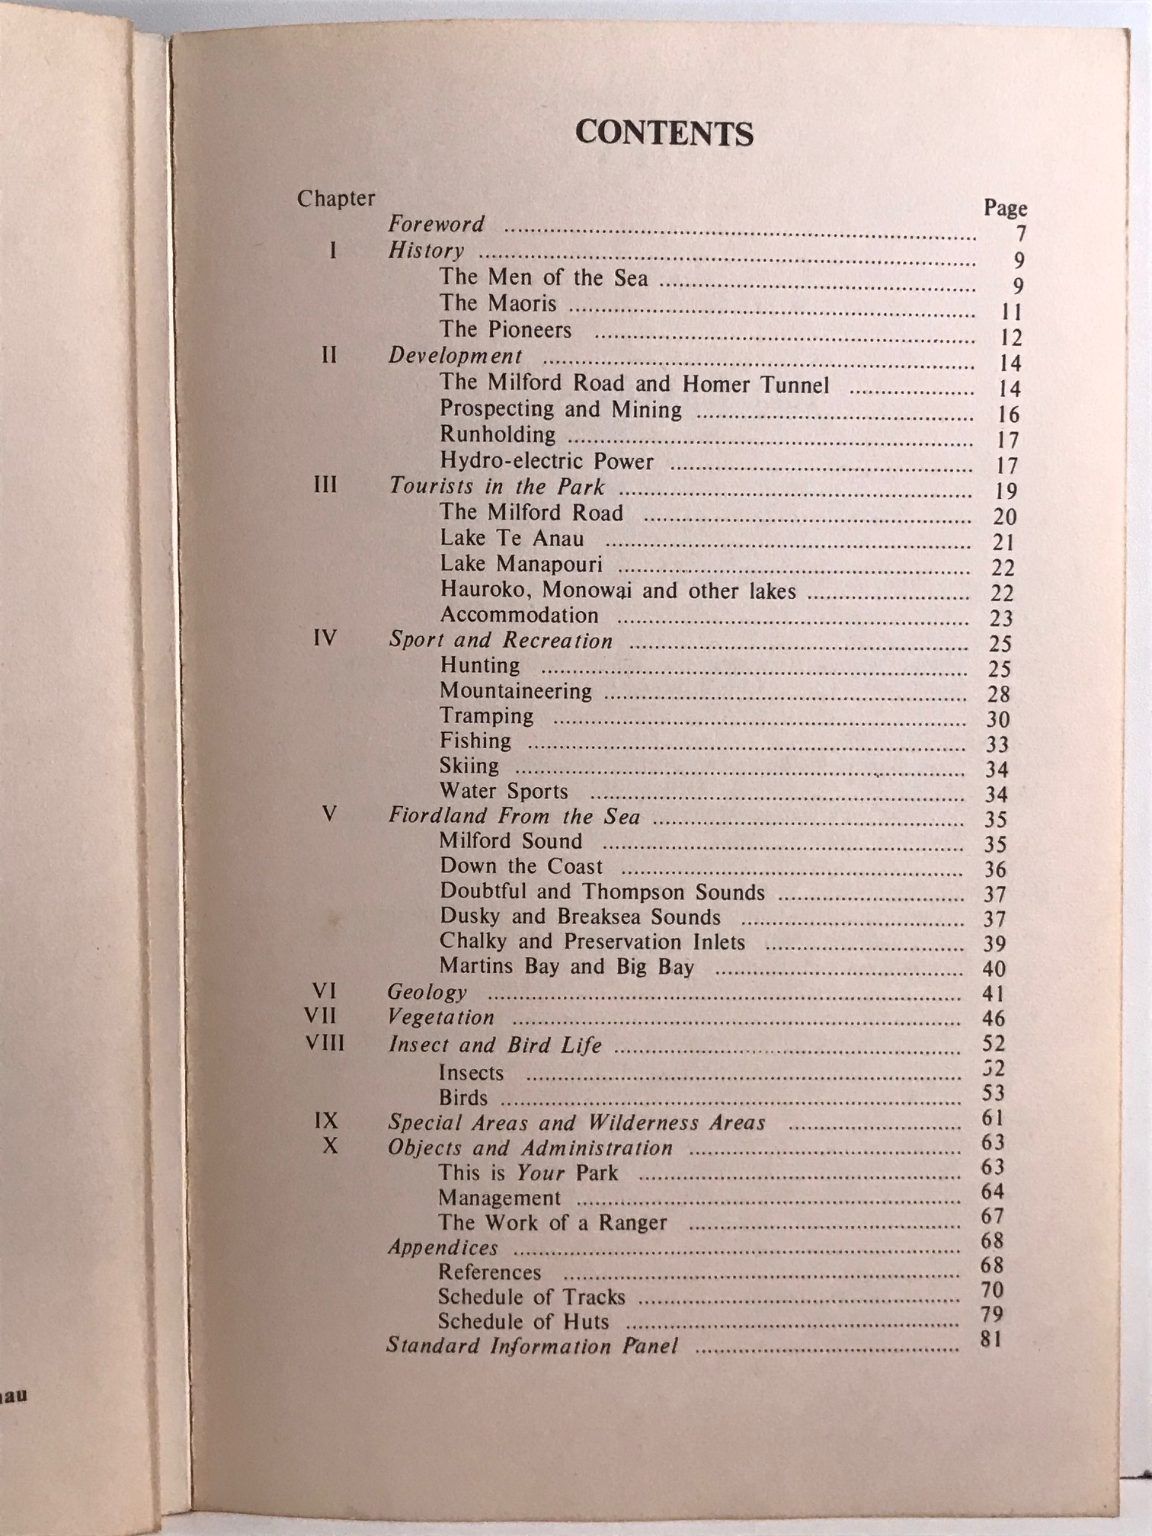 CONTENTS
Chapter Page
Foreword ........ 7
I History ........ 9
The Men of the Sea ........ 9
The Maoris ........ 11
The Pioneers ........ 12
II Development ........ 14
The Milford Road and Homer Tunnel ........ 14
Prospecting and Mining ........ 16
Runholding ........ 17
Hydro-electric Power ........ 17
III Tourists in the Park ........ 19
The Milford Road ........ 20
Lake Te Anau ........ 21
Lake Manapouri ........ 22
Hauroko, Monowai and other lakes ........ 22
Accommodation ........ 23
IV Sport and Recreation ........ 25
Hunting ........ 25
Mountaineering ........ 28
Tramping ........ 30
Fishing ........ 33
Skiing ........ 34
Water Sports ........ 34
V Fiordland From the Sea ........ 35
Milford Sound ........ 35
Down the Coast ........ 36
Doubtful and Thompson Sounds ........ 37
Dusky and Breaksea Sounds ........ 37
Chalky and Preservation Inlets ........ 39
Martins Bay and Big Bay ........ 40
VI Geology ........ 41
VII Vegetation ........ 46
VIII Insect and Bird Life ........ 52
Insects ........ 52
Birds ........ 53
IX Special Areas and Wilderness Areas ........ 61
X Objects and Administration ........ 63
This is Your Park ........ 63
Management ........ 64
The Work of a Ranger ........ 67
Appendices ........ 68
References ........ 68
Schedule of Tracks ........ 70
Schedule of Huts ........ 79
Standard Information Panel ........ 81